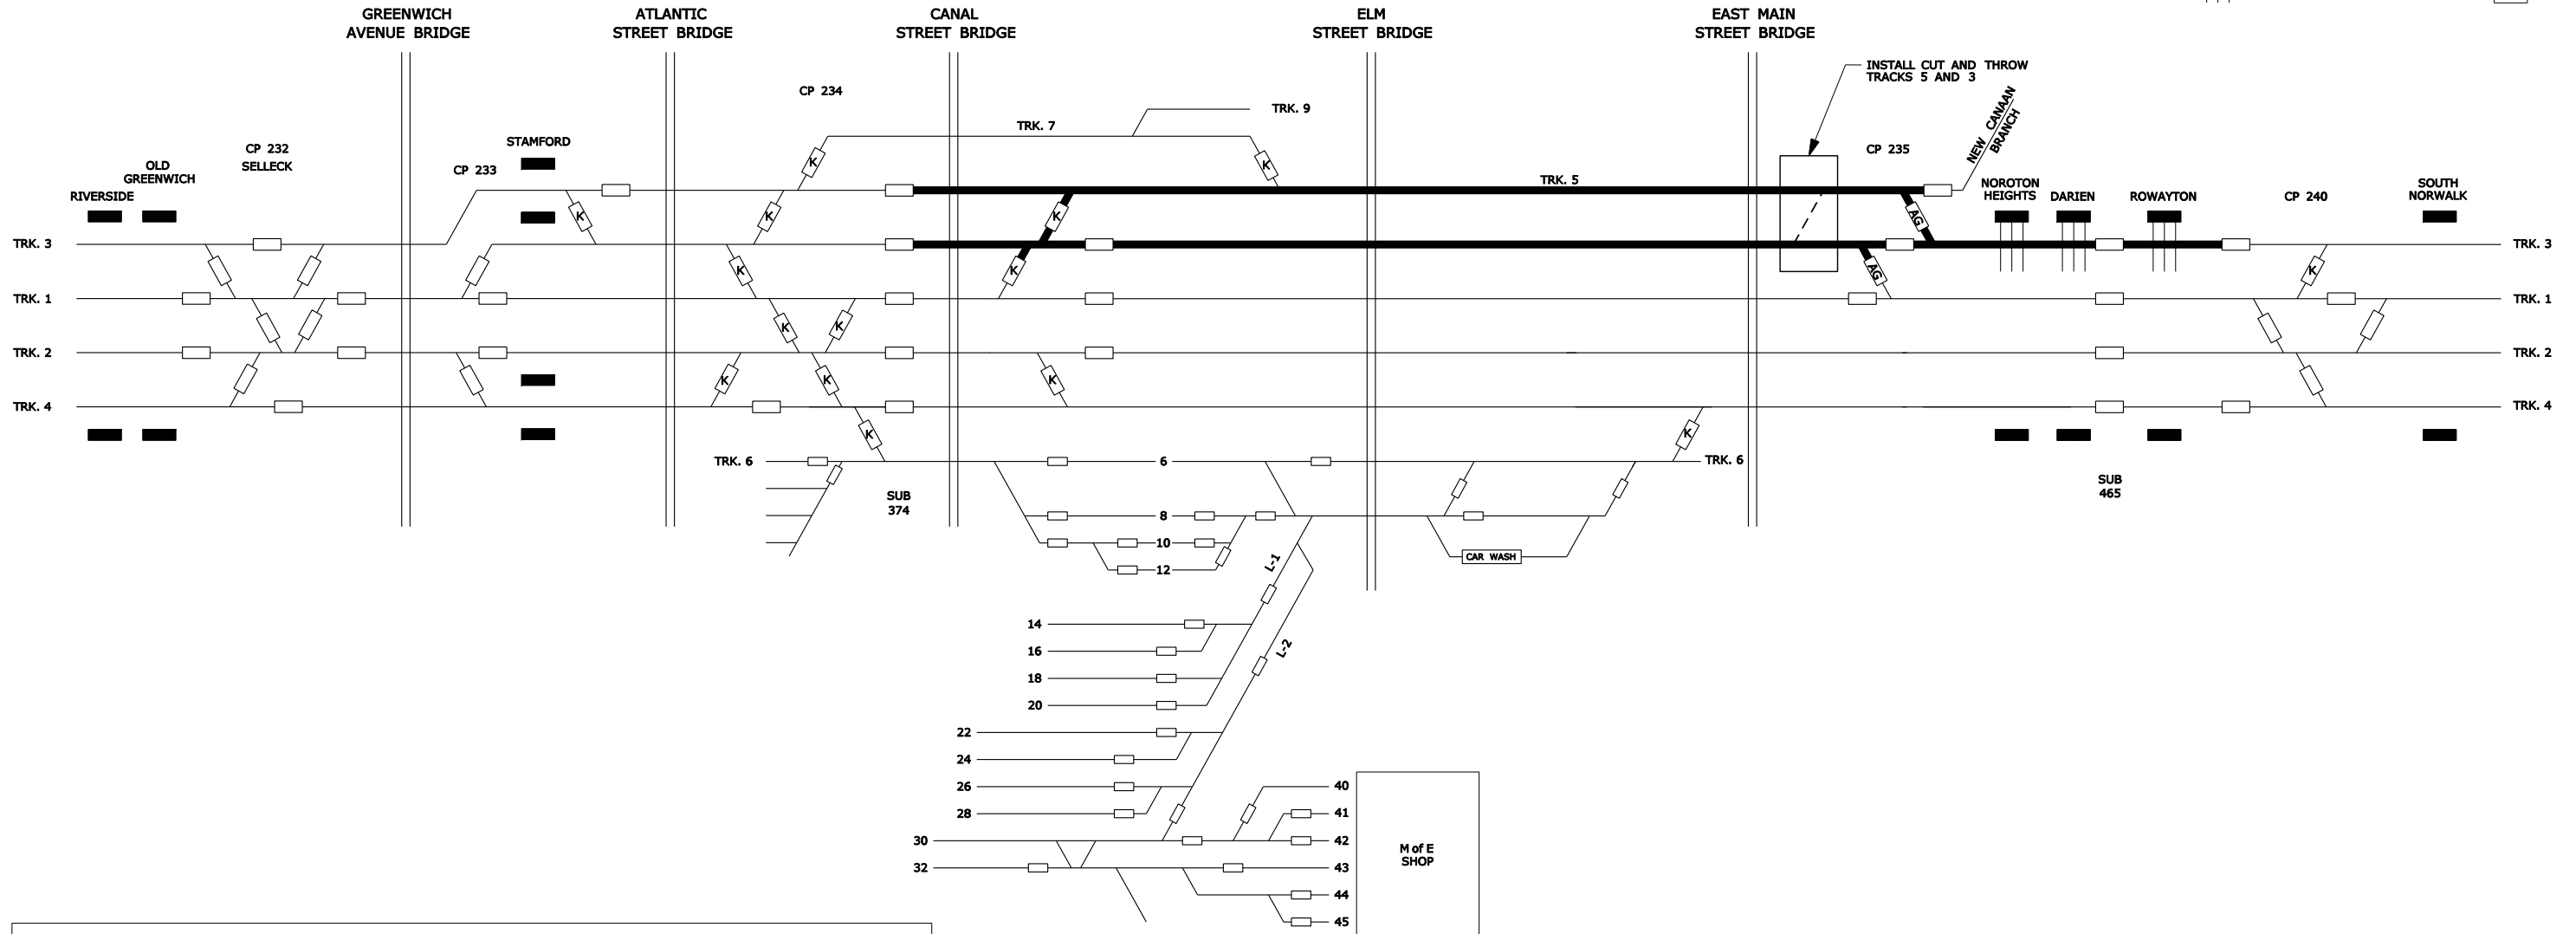 GREENWICH
AVENUE BRIDGE
ATLANTIC
STREET BRIDGE
CANAL
STREET BRIDGE
ELM
STREET BRIDGE
EAST MAIN
STREET BRIDGE
INSTALL CUT AND THROW
TRACKS 5 AND 3
CP 234
TRK. 9
TRK. 7
NEW CANAAN
BRANCH
CP 232
SELLECK
STAMFORD
CP 235
OLD
GREENWICH
CP 233
RIVERSIDE
TRK. 5
NOROTON
HEIGHTS
DARIEN
ROWAYTON
CP 240
SOUTH
NORWALK
K
K
K
K
K
K
AG
TRK. 3
TRK. 3
K
K
AG
K
TRK. 1
TRK. 1
K
K
TRK. 2
TRK. 2
K
K
K
TRK. 4
TRK. 4
K
K
TRK. 6
6
TRK. 6
SUB
374
SUB
465
8
10
12
CAR WASH
L-1
L-2
14
16
18
20
22
24
26
28
30
32
40
41
42
43
44
45
M of E
SHOP